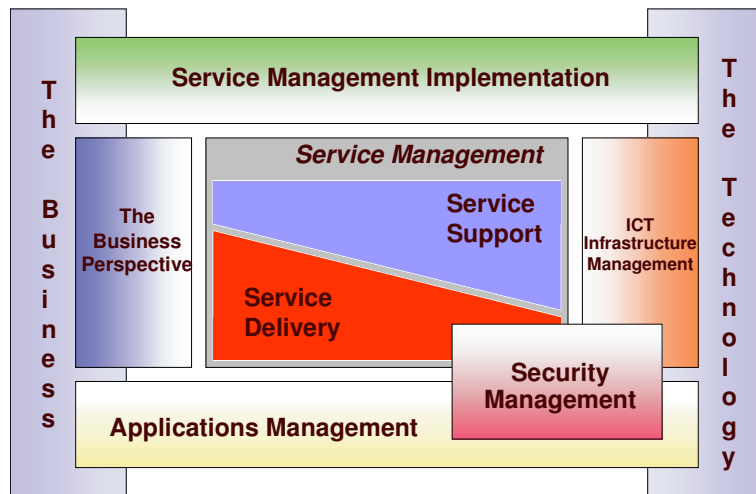 The Business
Service Management Implementation
The Technology
Service Management
The
Business
Perspective
Service
Support
ICT
Infrastructure
Management
Service
Delivery
Security
Management
Applications Management